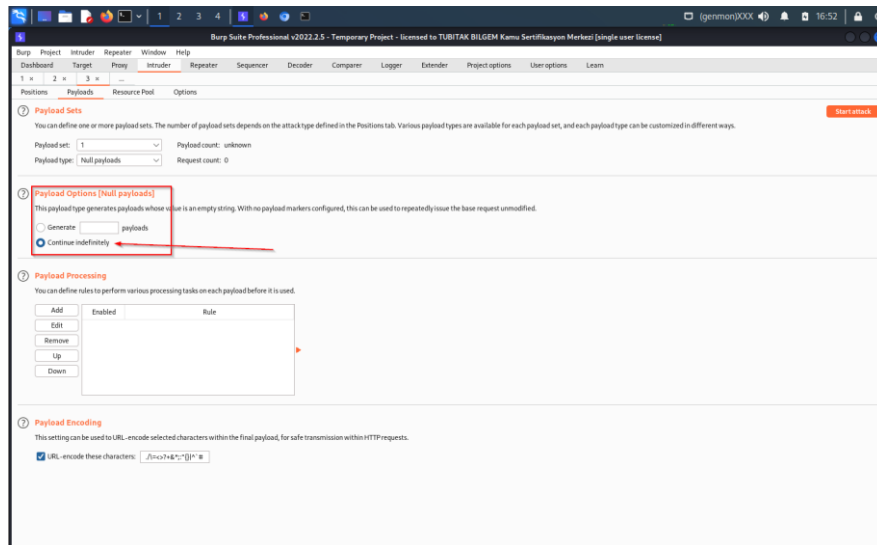 1 2 3 4 (genmon)XXX 16:52
Burp Suite Professional v2022.2.5 - Temporary Project - licensed to TUBITAK BILGEM Kamu Sertifikasyon Merkezi [single user license]
Burp Project Intruder Repeater Window Help
Dashboard Target Proxy Intruder Repeater Sequencer Decoder Comparer Logger Extender Project options User options Learn
1 × 2 × 3 × ...
Positions Payloads Resource Pool Options
? Payload Sets
Start attack
You can define one or more payload sets. The number of payload sets depends on the attack type defined in the Positions tab. Various payload types are available for each payload set, and each payload type can be customized in different ways.
Payload set: 1 Payload count: unknown
Payload type: Null payloads Request count: 0
? Payload Options [Null payloads]
This payload type generates payloads whose value is an empty string. With no payload markers configured, this can be used to repeatedly issue the base request unmodified.
Generate payloads
Continue indefinitely
? Payload Processing
You can define rules to perform various processing tasks on each payload before it is used.
Add Enabled Rule
Edit
Remove
Up
Down
? Payload Encoding
This setting can be used to URL-encode selected characters within the final payload, for safe transmission within HTTP requests.
URL-encode these characters: